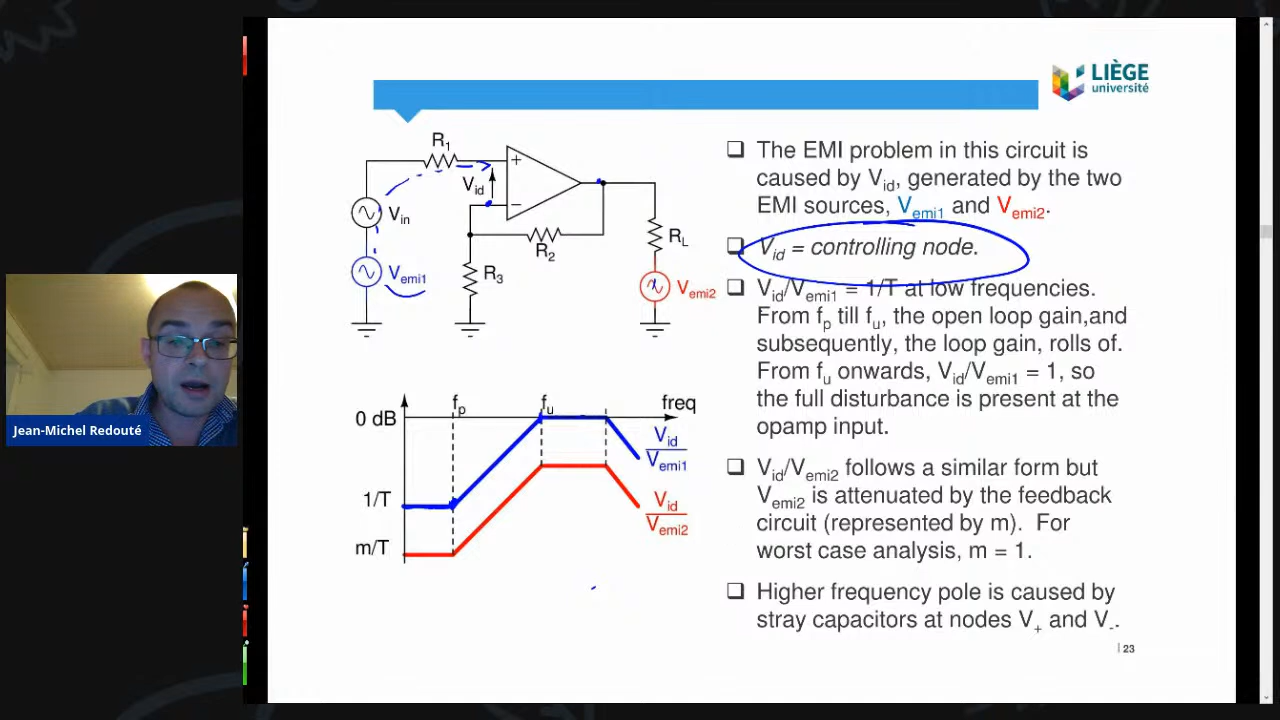 LIÈGE
université
R1
Vid
Vin
Vemi1
+
−
R2
R3
RL
Vemi2
fp
fu
freq
0 dB
Vid
Vemi1
1/T
Vid
Vemi2
m/T
The EMI problem in this circuit is
caused by Vid, generated by the two
EMI sources, Vemi1 and Vemi2.
Vid = controlling node.
Vid/Vemi1 = 1/T at low frequencies.
From fp till fu, the open loop gain,and
subsequently, the loop gain, rolls of.
From fu onwards, Vid/Vemi1 = 1, so
the full disturbance is present at the
opamp input.
Vid/Vemi2 follows a similar form but
Vemi2 is attenuated by the feedback
circuit (represented by m). For
worst case analysis, m = 1.
Higher frequency pole is caused by
stray capacitors at nodes V+ and V-.
23
Jean-Michel Redouté